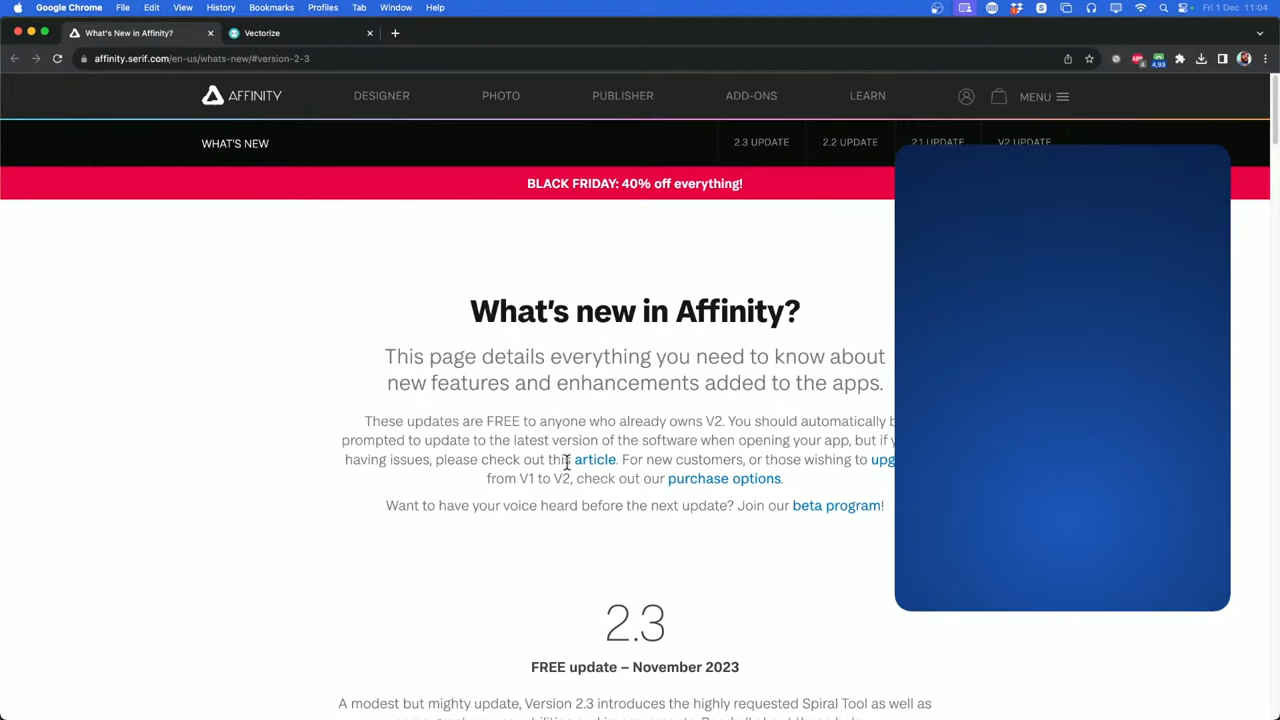 Google Chrome File Edit View History Bookmarks Profiles Tab Window Help Fri 1 Dec 11:04
What's New in Affinity? Vectorize
affinity.serif.com/en-us/whats-new/#version-2-3 4 4,93
AFFINITY DESIGNER PHOTO PUBLISHER ADD-ONS LEARN MENU
WHAT'S NEW 2.3 UPDATE 2.2 UPDATE 2.1 UPDATE V2 UPDATE
BLACK FRIDAY: 40% off everything!
What's new in Affinity?
This page details everything you need to know about
new features and enhancements added to the apps.
These updates are FREE to anyone who already owns V2. You should automatically
prompted to update to the latest version of the software when opening your app, but if
having issues, please check out this article. For new customers, or those wishing to upg
from V1 to V2, check out our purchase options.
Want to have your voice heard before the next update? Join our beta program!
2.3
FREE update – November 2023
A modest but mighty update, Version 2.3 introduces the highly requested Spiral Tool as well as